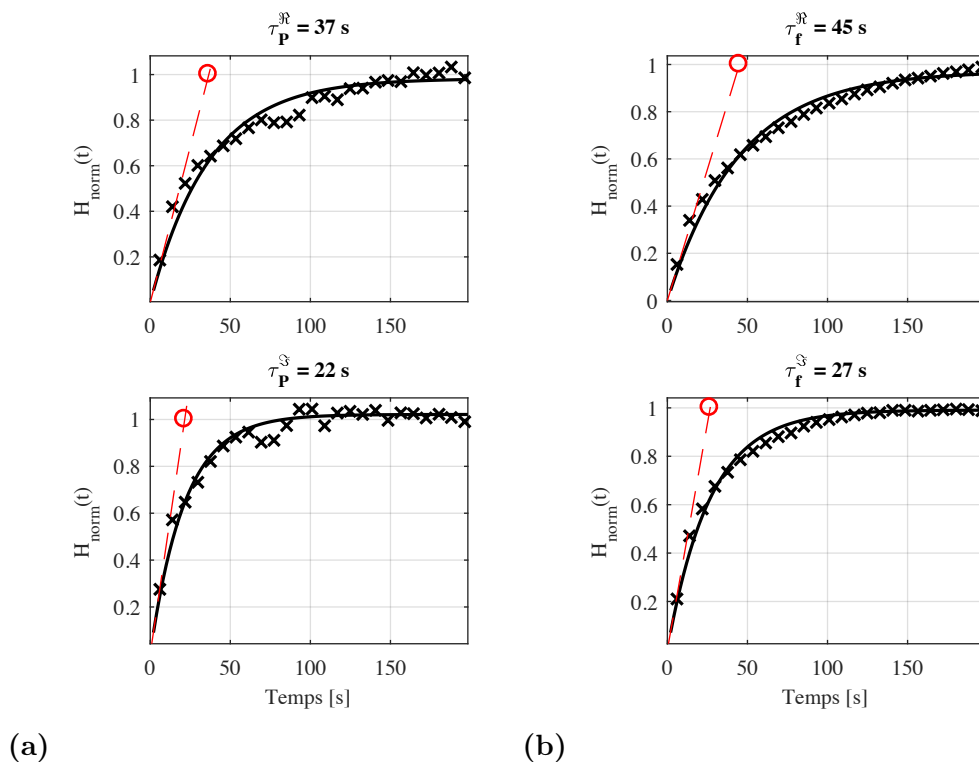 τ_P^ℜ = 37 s
H_norm(t)
1
0.8
0.6
0.4
0.2
0 50 100 150
τ_f^ℜ = 45 s
H_norm(t)
1
0.8
0.6
0.4
0.2
0
0 50 100 150
τ_P^ℑ = 22 s
H_norm(t)
1
0.8
0.6
0.4
0.2
0 50 100 150
Temps [s]
τ_f^ℑ = 27 s
H_norm(t)
1
0.8
0.6
0.4
0.2
0 50 100 150
Temps [s]
(a)
(b)